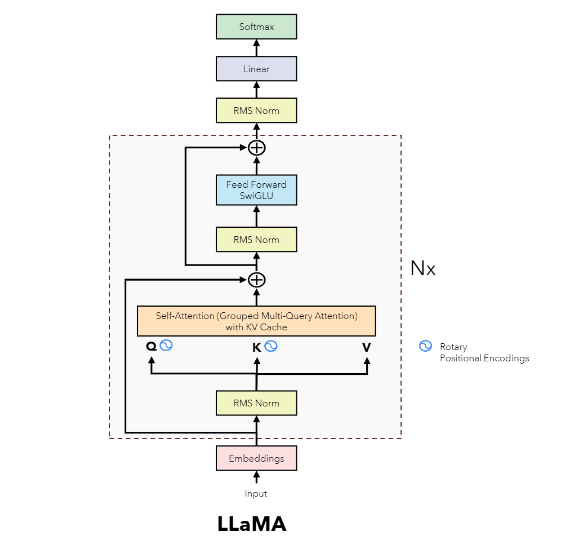 Softmax
Linear
RMS Norm
Feed Forward
SwiGLU
RMS Norm
Nx
Self-Attention (Grouped Multi-Query Attention)
with KV Cache
Q K V
Rotary
Positional Encodings
RMS Norm
Embeddings
Input
LLaMA